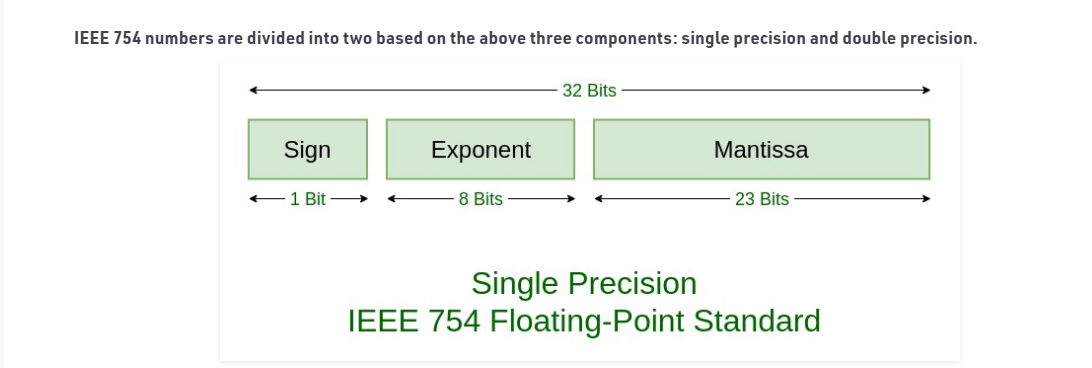 IEEE 754 numbers are divided into two based on the above three components: single precision and double precision.
32 Bits
Sign Exponent Mantissa
1 Bit 8 Bits 23 Bits
Single Precision
IEEE 754 Floating-Point Standard